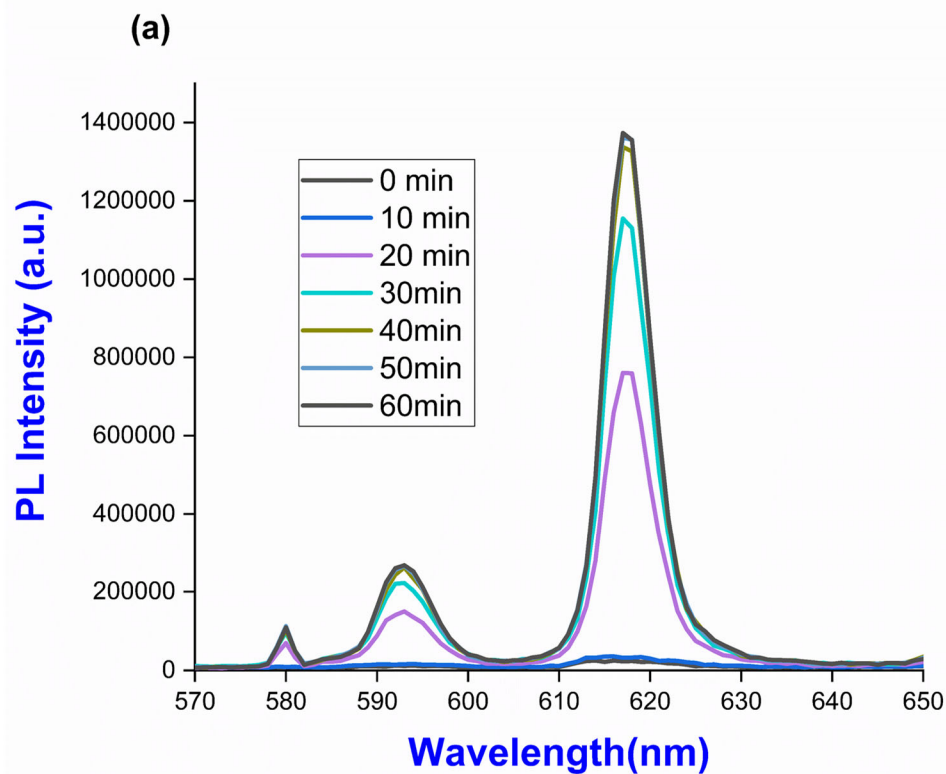 (a)
1400000
1200000
1000000
800000
600000
400000
200000
0
PL Intensity (a.u.)
0 min
10 min
20 min
30min
40min
50min
60min
570 580 590 600 610 620 630 640 650
Wavelength(nm)